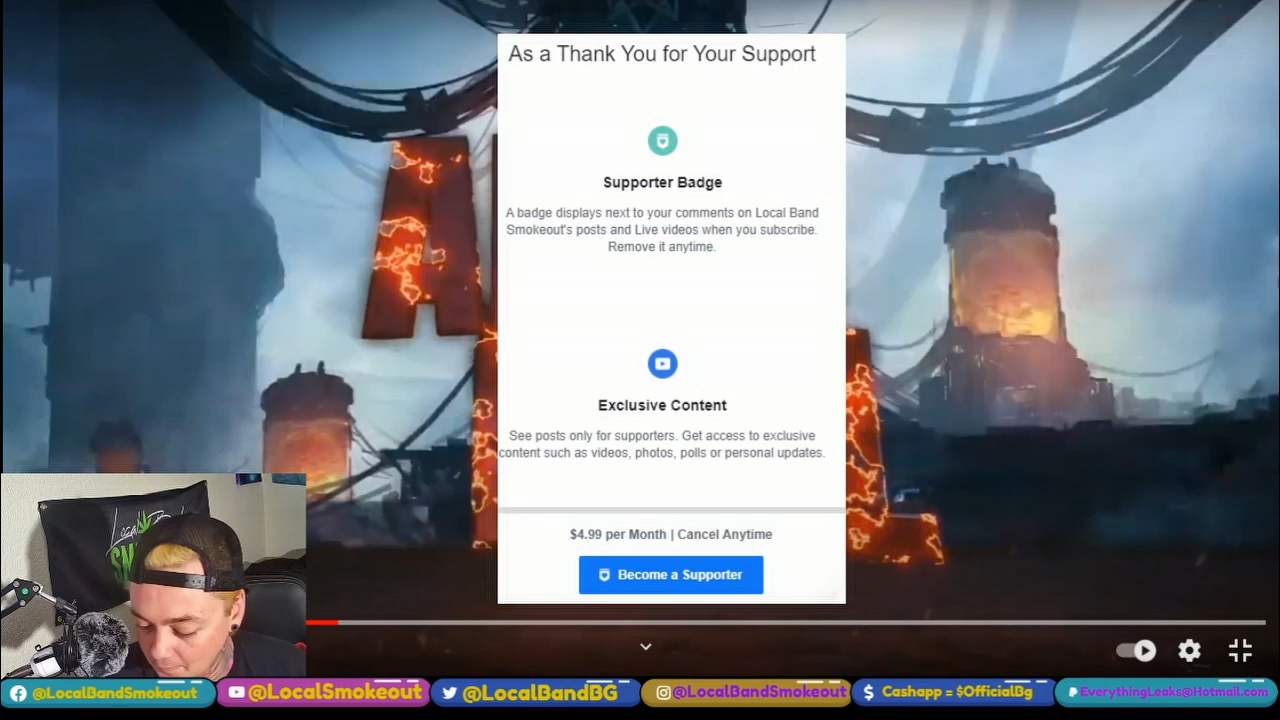 As a Thank You for Your Support
Supporter Badge
A badge displays next to your comments on Local Band
Smokeout's posts and Live videos when you subscribe.
Remove it anytime.
Exclusive Content
See posts only for supporters. Get access to exclusive
content such as videos, photos, polls or personal updates.
$4.99 per Month | Cancel Anytime
Become a Supporter
Local
@LocalBandSmokeout
@LocalSmokeout
@LocalBandBG
@LocalBandSmokeout
Cashapp = $OfficialBg
EverythingLeaks@Hotmail.com